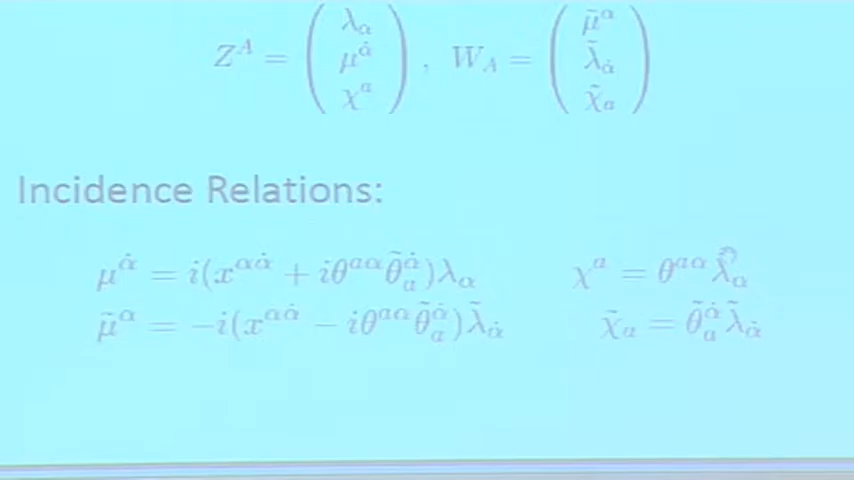 Z^A = ( λ_α μ^α̇ χ^a ) , W_A = ( μ̃^α λ̃_α̇ χ̃_a )
Incidence Relations:
μ^α̇ = i(x^{αα̇} + iθ^{aα} θ̃_a^α̇)λ_α χ^a = θ^{aα} λ_α
μ̃^α = −i(x^{αα̇} − iθ^{aα} θ̃_a^α̇)λ̃_α̇ χ̃_a = θ̃_a^α̇ λ̃_α̇